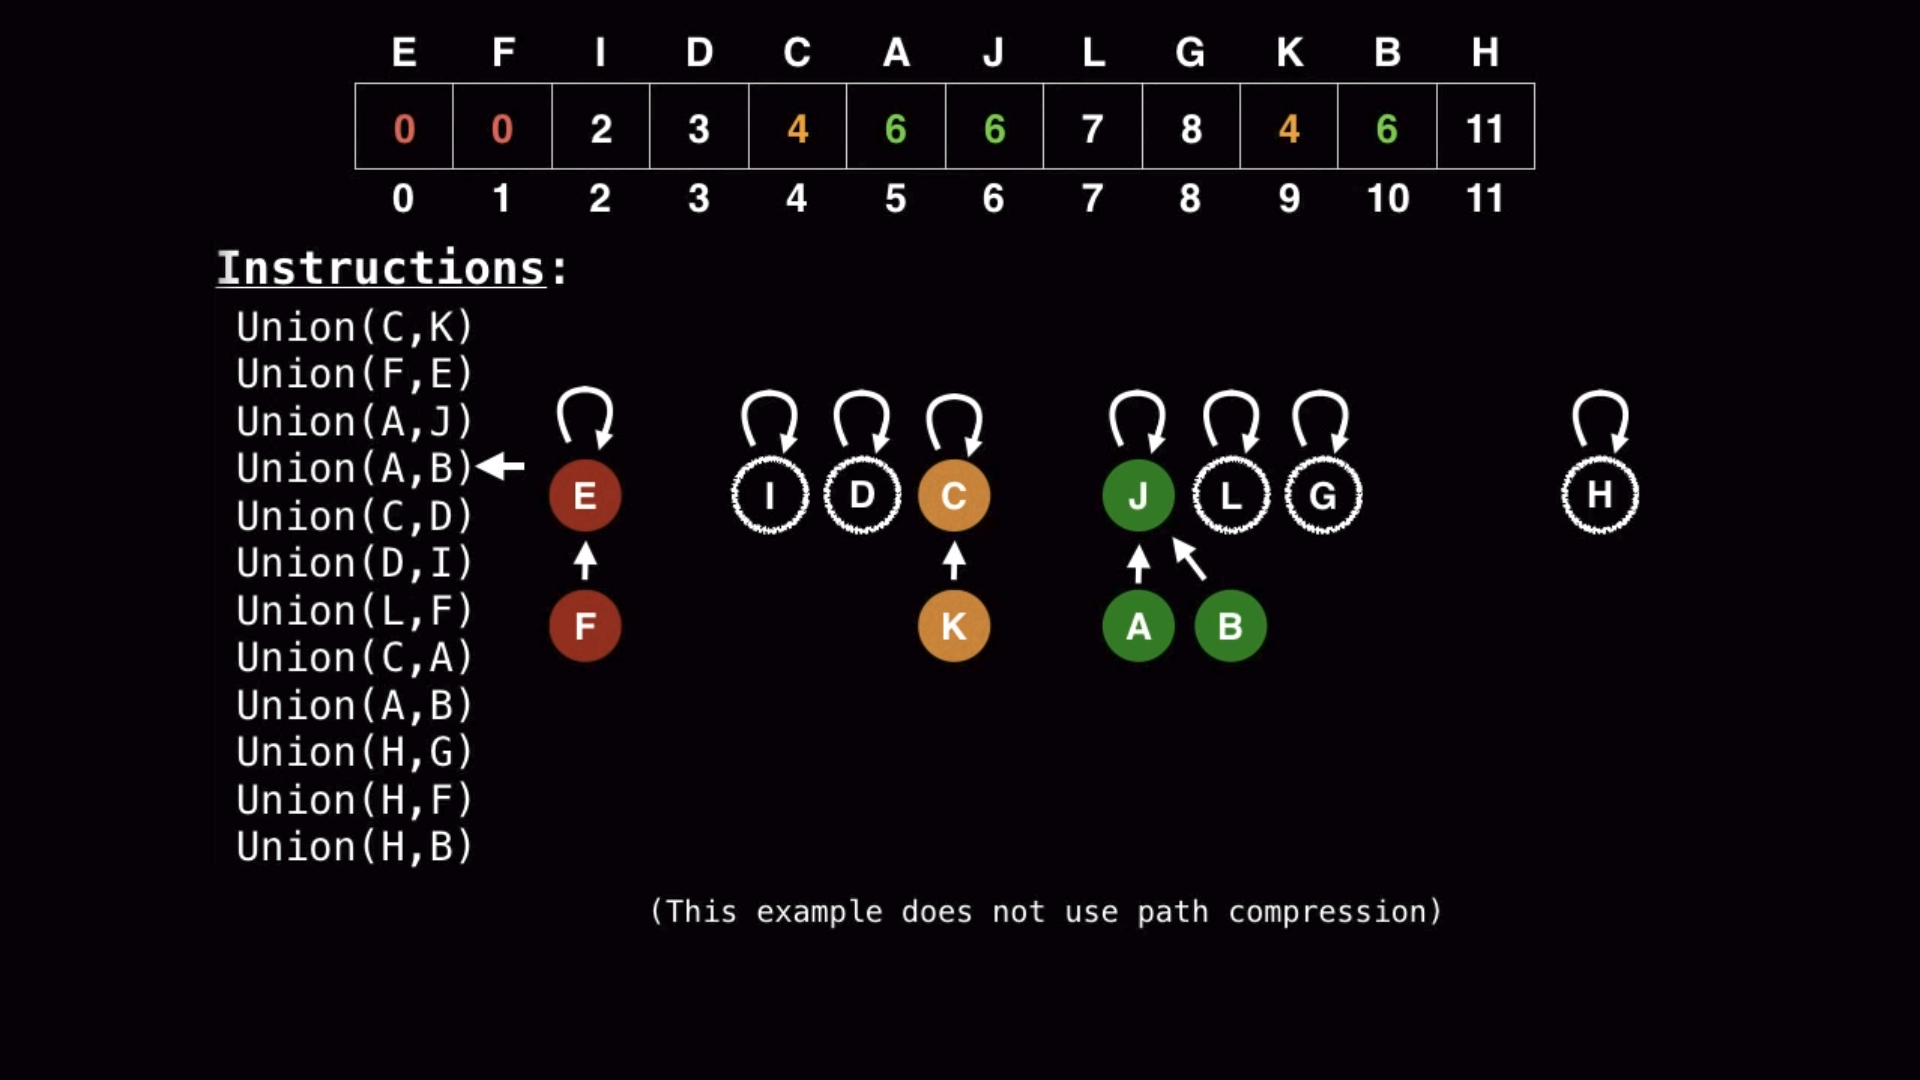 E F I D C A J L G K B H
0 0 2 3 4 6 6 7 8 4 6 11
0 1 2 3 4 5 6 7 8 9 10 11
Instructions:
Union(C,K)
Union(F,E)
Union(A,J)
Union(A,B)
Union(C,D)
Union(D,I)
Union(L,F)
Union(C,A)
Union(A,B)
Union(H,G)
Union(H,F)
Union(H,B)
E I D C J L G H
F K A B
(This example does not use path compression)